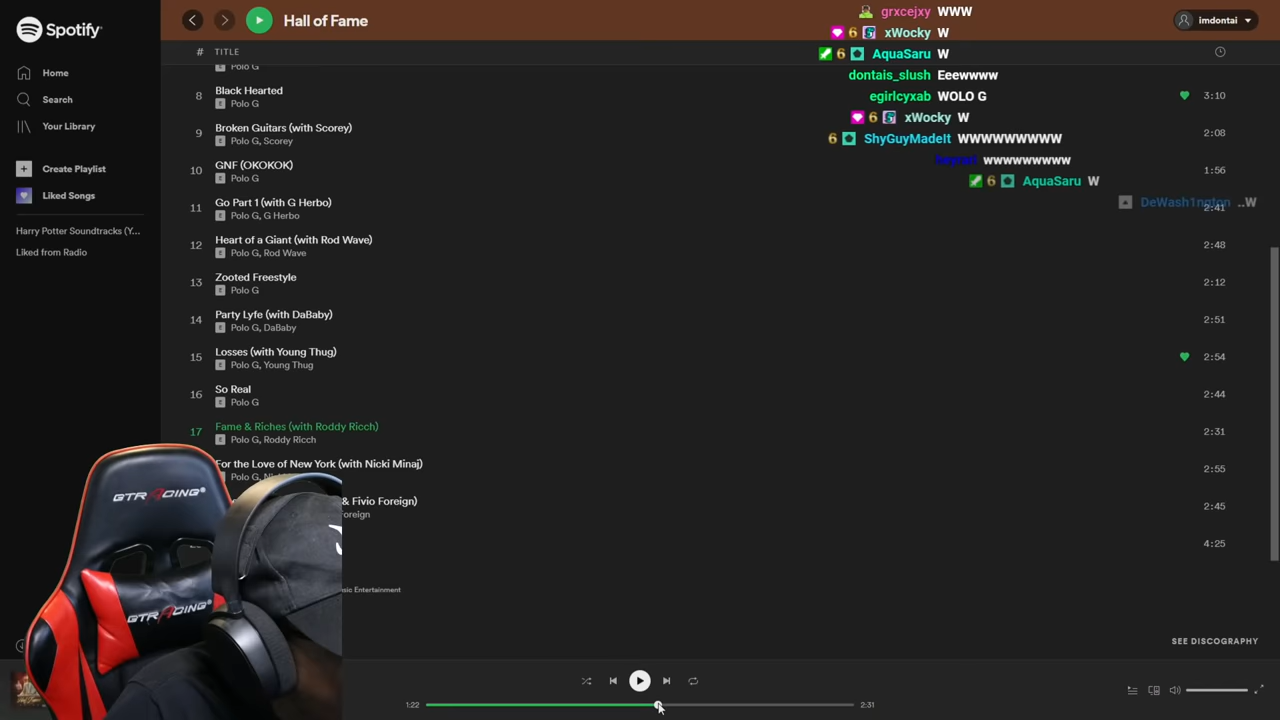 Spotify
Hall of Fame
imdontai
Home
Search
Your Library
Create Playlist
Liked Songs
Harry Potter Soundtracks (Y...
Liked from Radio
# TITLE
Polo G
8 Black Hearted 3:10
E Polo G
9 Broken Guitars (with Scorey) 2:08
E Polo G, Scorey
10 GNF (OKOKOK) 1:56
E Polo G
11 Go Part 1 (with G Herbo) 2:41
E Polo G, G Herbo
12 Heart of a Giant (with Rod Wave) 2:48
E Polo G, Rod Wave
13 Zooted Freestyle 2:12
E Polo G
14 Party Lyfe (with DaBaby) 2:51
E Polo G, DaBaby
15 Losses (with Young Thug) 2:54
E Polo G, Young Thug
16 So Real 2:44
E Polo G
17 Fame & Riches (with Roddy Ricch) 2:31
E Polo G, Roddy Ricch
For the Love of New York (with Nicki Minaj) 2:55
Polo G,
& Fivio Foreign) 2:45
Foreign
4:25
Entertainment
SEE DISCOGRAPHY
1:22 2:31
grxcejxy WWW
6 xWocky W
6 AquaSaru W
dontais_slush Eeewwww
egirlcyxab WOLO G
6 xWocky W
6 ShyGuyMadeIt WWWWWWWWW
wwwwwwwww
6 AquaSaru W
DeWash1ngton ..W
GTRACING
GTRACING